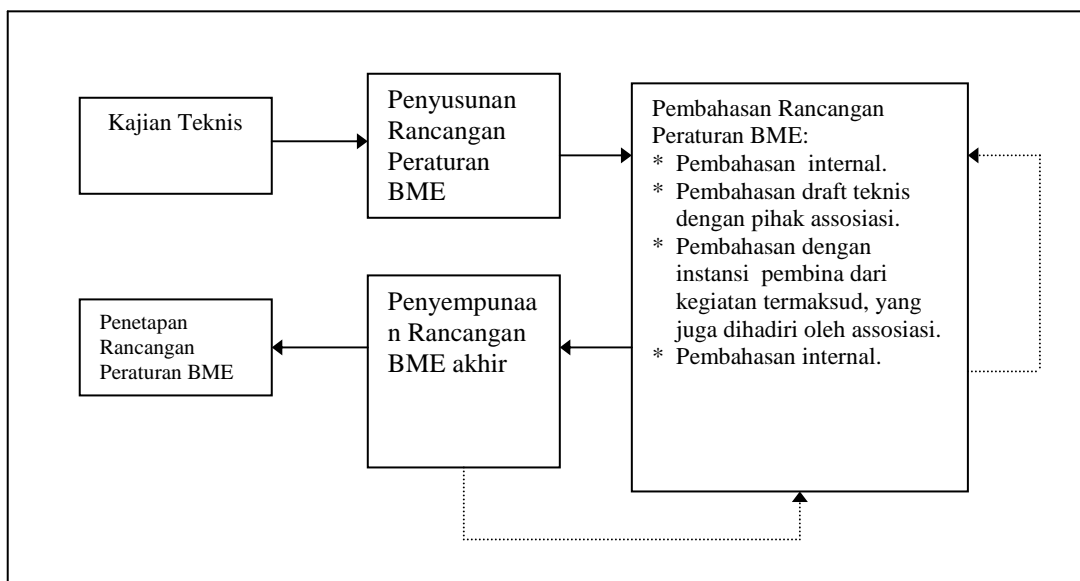 Kajian Teknis
Penyusunan
Rancangan
Peraturan
BME
Pembahasan Rancangan
Peraturan BME:
* Pembahasan internal.
* Pembahasan draft teknis
dengan pihak assosiasi.
* Pembahasan dengan
instansi pembina dari
kegiatan termaksud, yang
juga dihadiri oleh assosiasi.
* Pembahasan internal.
Penyempunaa
n Rancangan
BME akhir
Penetapan
Rancangan
Peraturan BME